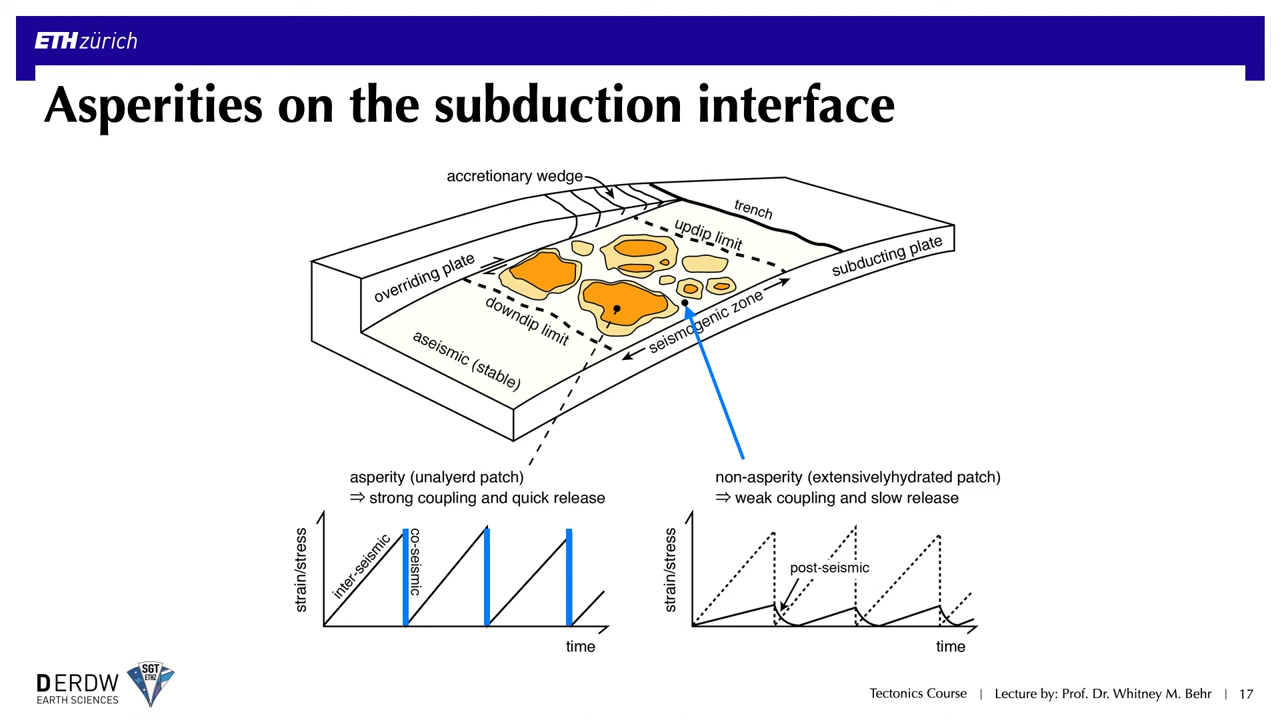 ETH zürich
Asperities on the subduction interface
accretionary wedge
trench
updip limit
subducting plate
overriding plate
downdip limit
seismogenic zone
aseismic (stable)
asperity (unalyerd patch)
⇒ strong coupling and quick release
non-asperity (extensivelyhydrated patch)
⇒ weak coupling and slow release
strain/stress
inter-seismic
co-seismic
time
strain/stress
post-seismic
time
DERDW
EARTH SCIENCES
SGT
ETHZ
Tectonics Course | Lecture by: Prof. Dr. Whitney M. Behr | 17